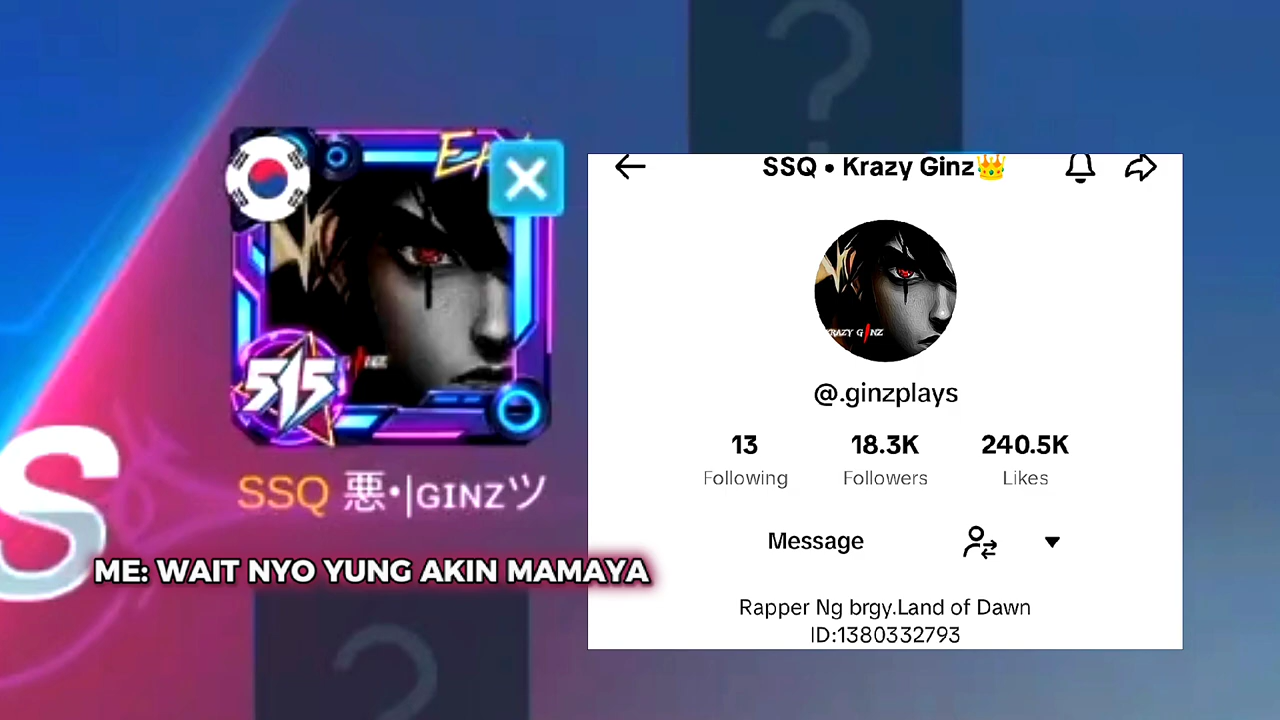 SSQ • Krazy Ginz👑
515
KRAZY GINZ
@.ginzplays
13
18.3K
240.5K
Following
Followers
Likes
SSQ 悪•|GINZツ
S
Message
ME: WAIT NYO YUNG AKIN MAMAYA
Rapper Ng brgy.Land of Dawn
ID:1380332793
?
?